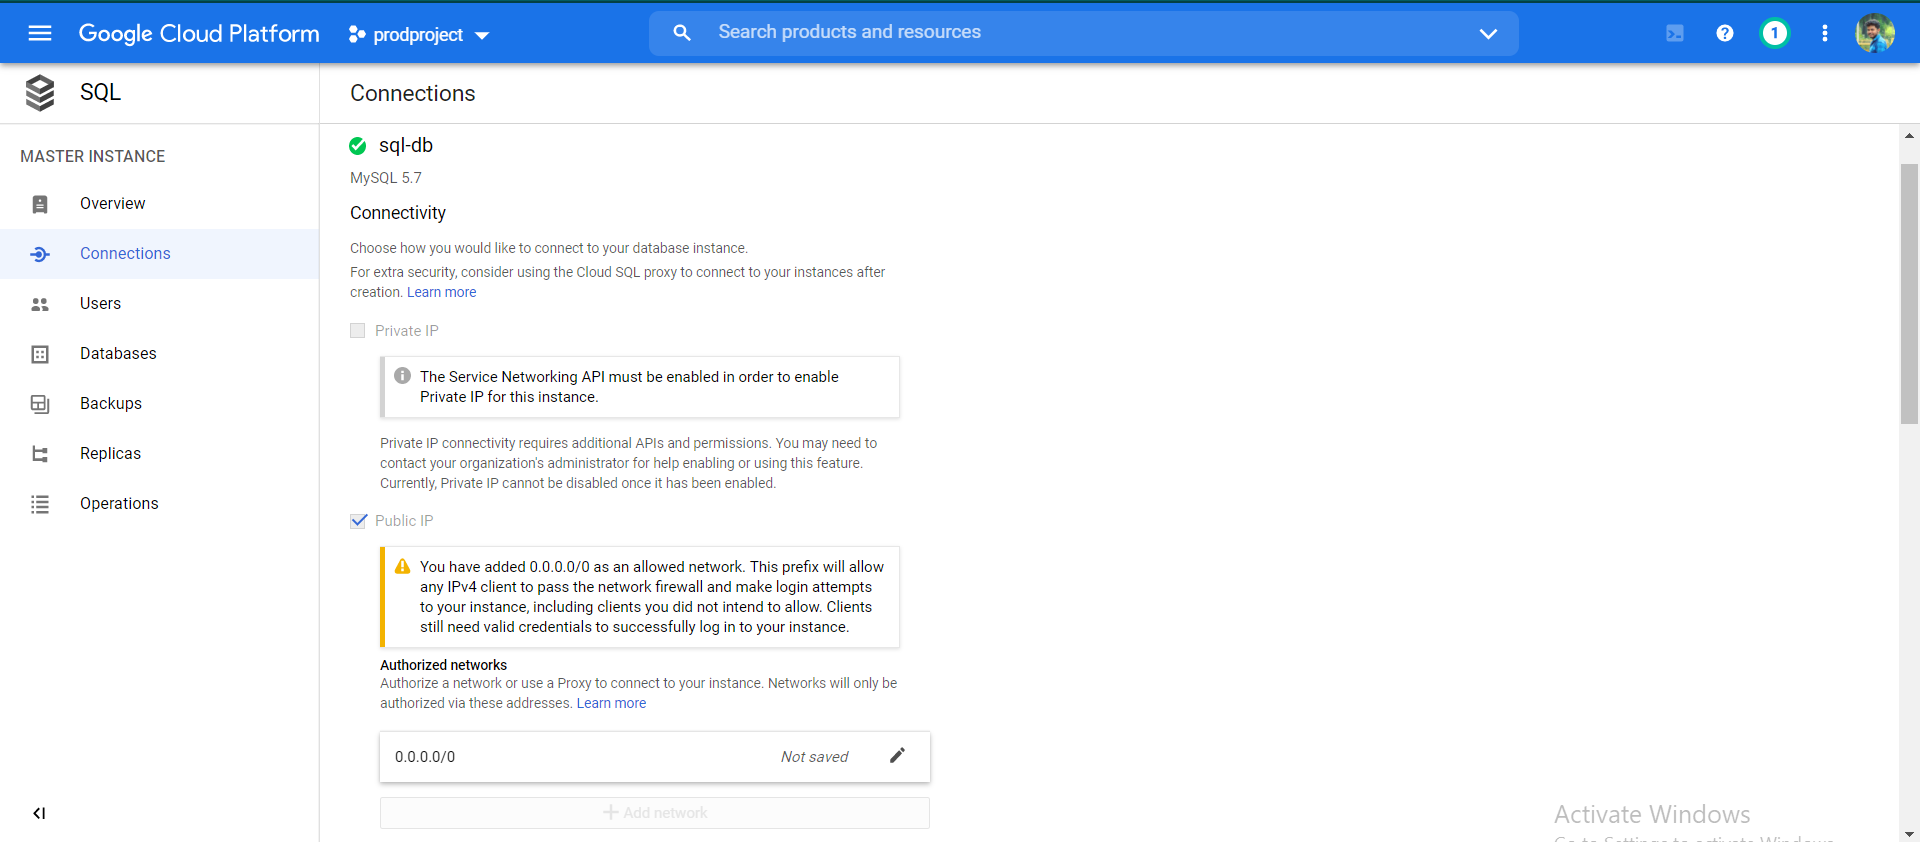 Google Cloud Platform
prodproject
Search products and resources
1
SQL
Connections
MASTER INSTANCE
Overview
Connections
Users
Databases
Backups
Replicas
Operations
sql-db
MySQL 5.7
Connectivity
Choose how you would like to connect to your database instance.
For extra security, consider using the Cloud SQL proxy to connect to your instances after
creation. Learn more
Private IP
The Service Networking API must be enabled in order to enable
Private IP for this instance.
Private IP connectivity requires additional APIs and permissions. You may need to
contact your organization's administrator for help enabling or using this feature.
Currently, Private IP cannot be disabled once it has been enabled.
Public IP
You have added 0.0.0.0/0 as an allowed network. This prefix will allow
any IPv4 client to pass the network firewall and make login attempts
to your instance, including clients you did not intend to allow. Clients
still need valid credentials to successfully log in to your instance.
Authorized networks
Authorize a network or use a Proxy to connect to your instance. Networks will only be
authorized via these addresses. Learn more
0.0.0.0/0 Not saved
+ Add network
Activate Windows
Go to Settings to activate Windows.